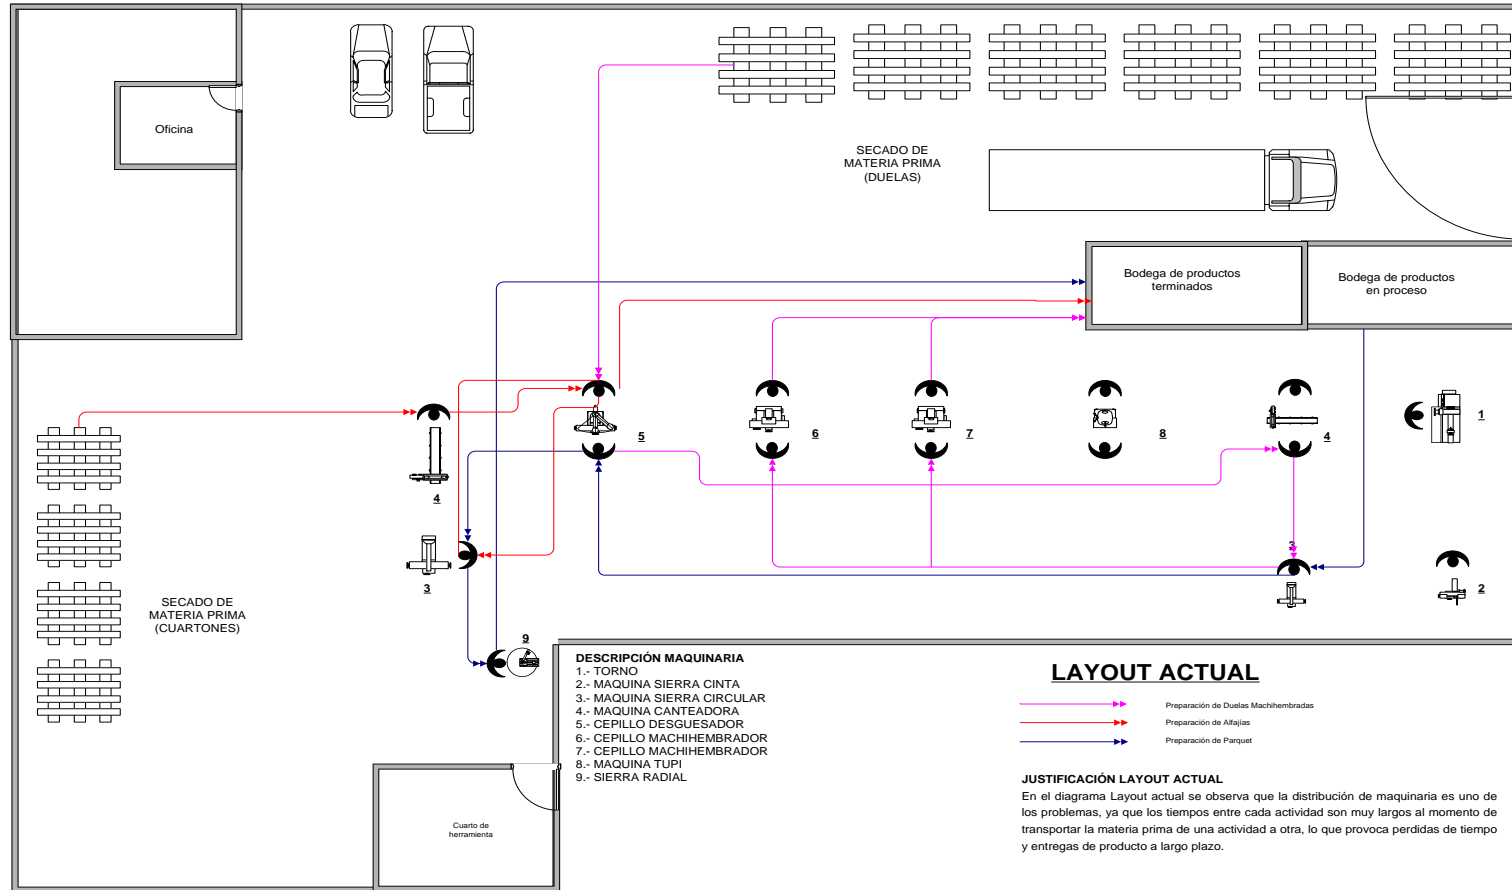 Oficina
SECADO DE
MATERIA PRIMA
(DUELAS)
Bodega de productos
terminados
Bodega de productos
en proceso
5
6
7
8
4
1
4
3
3
2
SECADO DE
MATERIA PRIMA
(CUARTONES)
9
DESCRIPCIÓN MAQUINARIA
1.- TORNO
2.- MAQUINA SIERRA CINTA
3.- MAQUINA SIERRA CIRCULAR
4.- MAQUINA CANTEADORA
5.- CEPILLO DESGUESADOR
6.- CEPILLO MACHIHEMBRADOR
7.- CEPILLO MACHIHEMBRADOR
8.- MAQUINA TUPI
9.- SIERRA RADIAL
Cuarto de
herramienta
LAYOUT ACTUAL
Preparación de Duelas Machihembradas
Preparación de Alfajias
Preparación de Parquet
JUSTIFICACIÓN LAYOUT ACTUAL
En el diagrama Layout actual se observa que la distribución de maquinaria es uno de
los problemas, ya que los tiempos entre cada actividad son muy largos al momento de
transportar la materia prima de una actividad a otra, lo que provoca perdidas de tiempo
y entregas de producto a largo plazo.